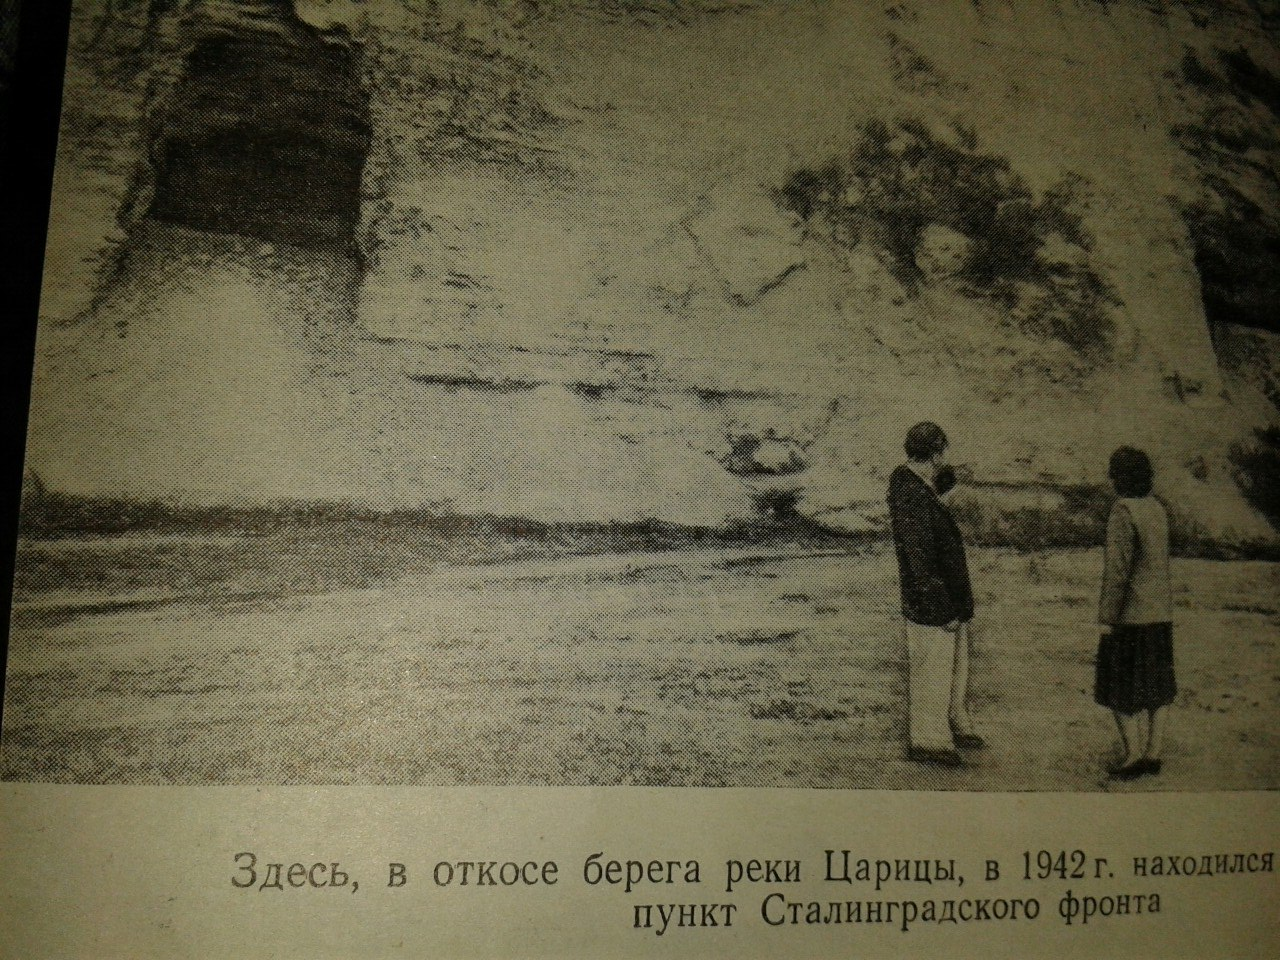 Здесь, в откосе берега реки Царицы, в 1942 г. находился
пункт Сталинградского фронта